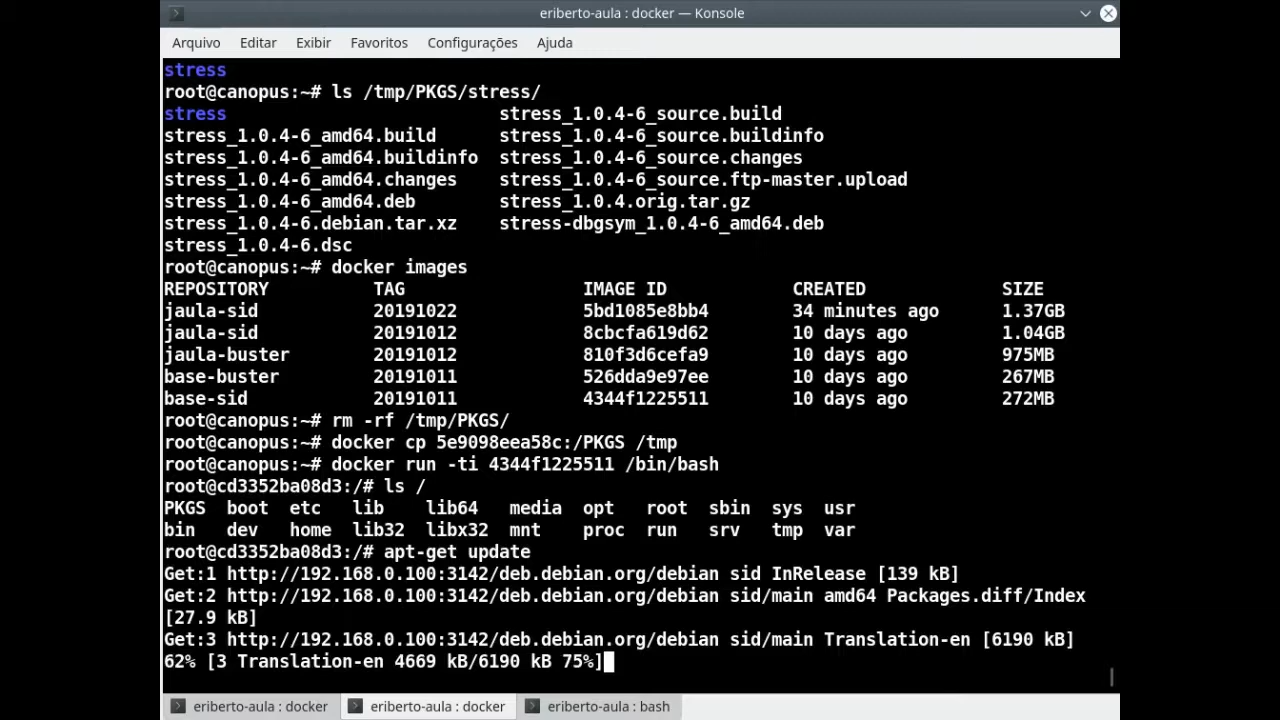 eriberto-aula : docker — Konsole
Arquivo Editar Exibir Favoritos Configurações Ajuda
stress
root@canopus:~# ls /tmp/PKGS/stress/
stress stress_1.0.4-6_source.build
stress_1.0.4-6_amd64.build stress_1.0.4-6_source.buildinfo
stress_1.0.4-6_amd64.buildinfo stress_1.0.4-6_source.changes
stress_1.0.4-6_amd64.changes stress_1.0.4-6_source.ftp-master.upload
stress_1.0.4-6_amd64.deb stress_1.0.4.orig.tar.gz
stress_1.0.4-6.debian.tar.xz stress-dbgsym_1.0.4-6_amd64.deb
stress_1.0.4-6.dsc
root@canopus:~# docker images
REPOSITORY TAG IMAGE ID CREATED SIZE
jaula-sid 20191022 5bd1085e8bb4 34 minutes ago 1.37GB
jaula-sid 20191012 8cbcfa619d62 10 days ago 1.04GB
jaula-buster 20191012 810f3d6cefa9 10 days ago 975MB
base-buster 20191011 526dda9e97ee 10 days ago 267MB
base-sid 20191011 4344f1225511 10 days ago 272MB
root@canopus:~# rm -rf /tmp/PKGS/
root@canopus:~# docker cp 5e9098eea58c:/PKGS /tmp
root@canopus:~# docker run -ti 4344f1225511 /bin/bash
root@cd3352ba08d3:/# ls /
PKGS boot etc lib lib64 media opt root sbin sys usr
bin dev home lib32 libx32 mnt proc run srv tmp var
root@cd3352ba08d3:/# apt-get update
Get:1 http://192.168.0.100:3142/deb.debian.org/debian sid InRelease [139 kB]
Get:2 http://192.168.0.100:3142/deb.debian.org/debian sid/main amd64 Packages.diff/Index
[27.9 kB]
Get:3 http://192.168.0.100:3142/deb.debian.org/debian sid/main Translation-en [6190 kB]
62% [3 Translation-en 4669 kB/6190 kB 75%]
eriberto-aula : docker eriberto-aula : docker eriberto-aula : bash